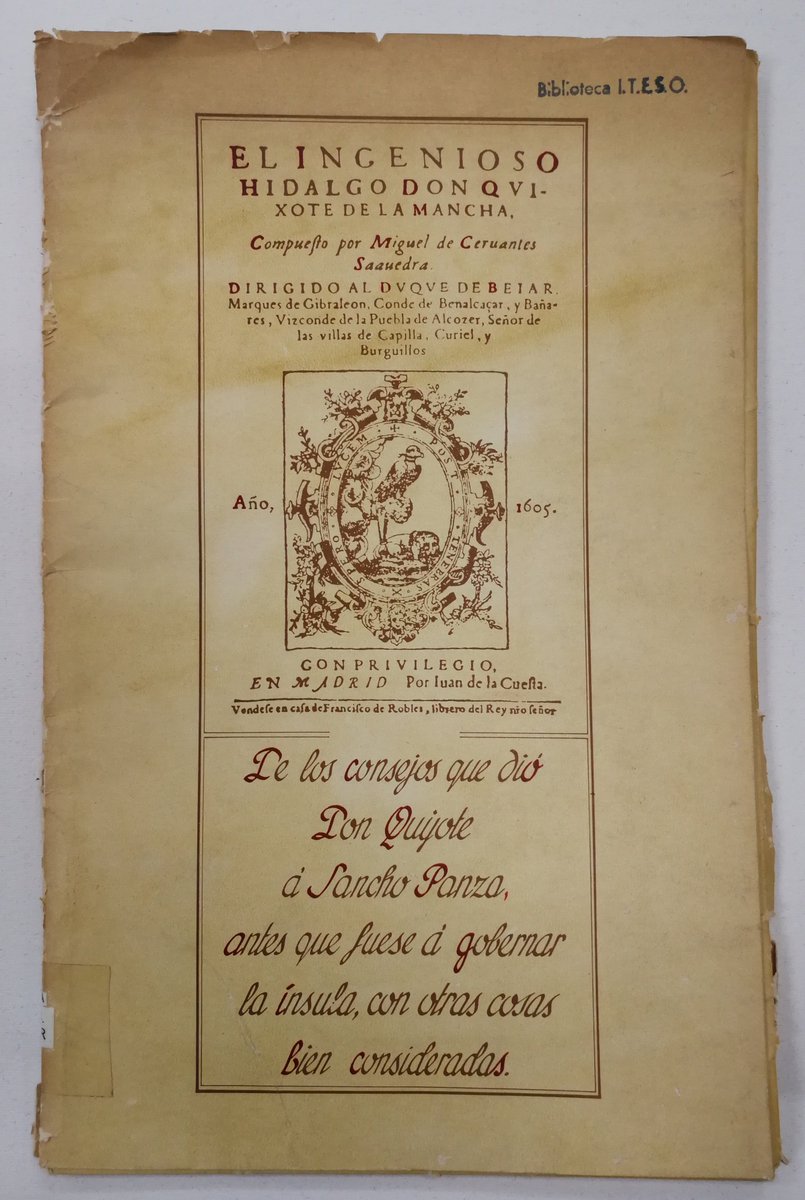 Biblioteca I.T.E.S.O.
EL INGENIOSO
HIDALGO DON QVI-
XOTE DE LA MANCHA,
Compuesto por Miguel de Ceruantes
Saauedra.
DIRIGIDO AL DVQVE DE BEIAR.
Marques de Gibraleon, Conde de Benalcaçar, y Baña-
res, Vizconde de la Puebla de Alcozer, Señor de
las villas de Capilla, Curiel, y
Burguillos
SPERO LUCEM POST TENEBRAS
Año, 1605.
CON PRIVILEGIO,
EN MADRID Por Iuan de la Cuesta.
Vendese en casa de Francisco de Robles, librero del Rey nro señor
De los consejos que dió
Don Quijote
á Sancho Panza,
antes que fuese á gobernar
la ínsula, con otras cosas
bien consideradas.
R